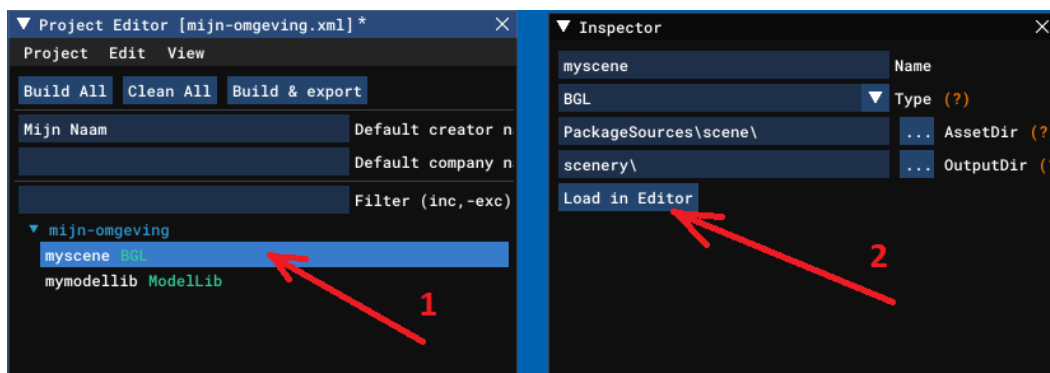 Project Editor [mijn-omgeving.xml]*
Project Edit View
Build All Clean All Build & export
Mijn Naam Default creator n
Default company n
Filter (inc,-exc)
mijn-omgeving
myscene BGL
mymodellib ModelLib
1
Inspector
myscene Name
BGL Type (?)
PackageSources\scene\ ... AssetDir (?
scenery\ ... OutputDir (
Load in Editor
2